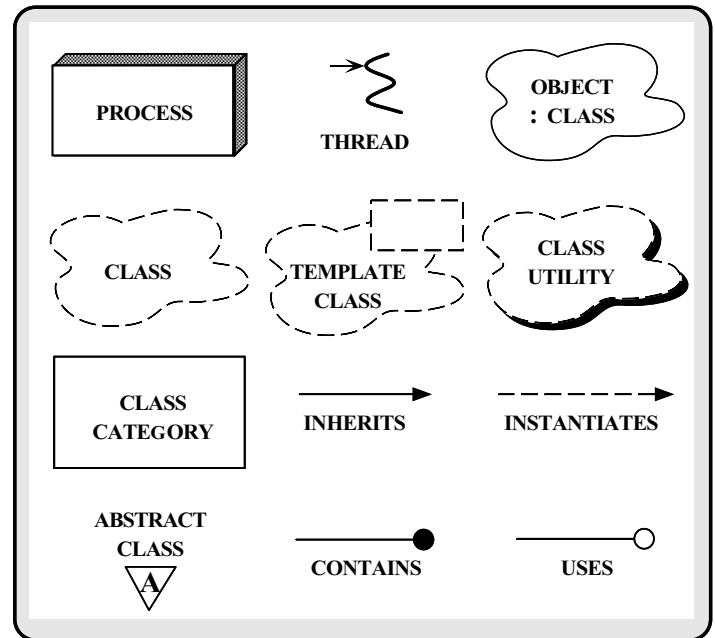 PROCESS
THREAD
OBJECT
: CLASS
CLASS
TEMPLATE
CLASS
CLASS
UTILITY
CLASS
CATEGORY
INHERITS
INSTANTIATES
ABSTRACT
CLASS
A
CONTAINS
USES